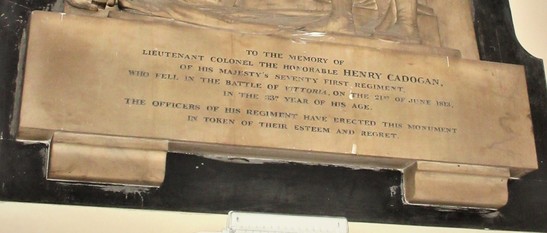 TO THE MEMORY OF
LIEUTENANT COLONEL THE HONORABLE HENRY CADOGAN,
OF HIS MAJESTY'S SEVENTY FIRST REGIMENT,
WHO FELL IN THE BATTLE OF VITTORIA, ON THE 21ST OF JUNE 1813,
IN THE 33D YEAR OF HIS AGE.
THE OFFICERS OF HIS REGIMENT HAVE ERECTED THIS MONUMENT
IN TOKEN OF THEIR ESTEEM AND REGRET.